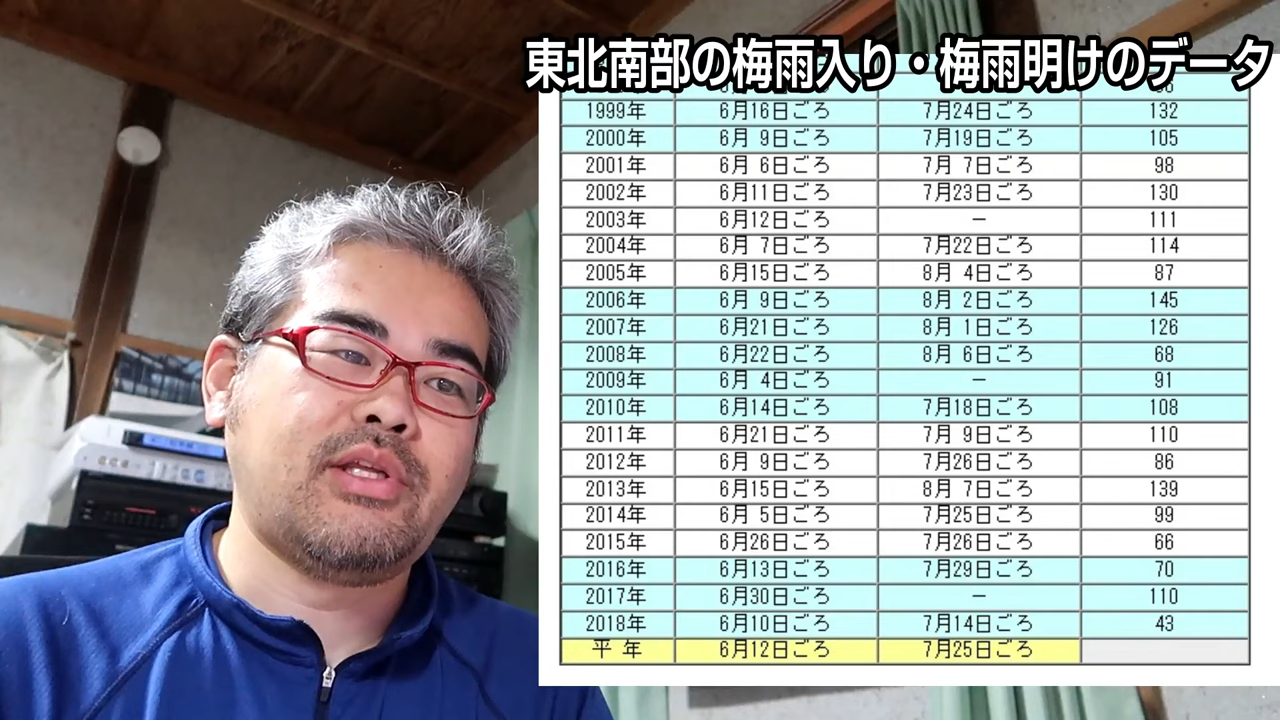 東北南部の梅雨入り・梅雨明けのデータ
1999年 6月16日ごろ 7月24日ごろ 132
2000年 6月 9日ごろ 7月19日ごろ 105
2001年 6月 6日ごろ 7月 7日ごろ 98
2002年 6月11日ごろ 7月23日ごろ 130
2003年 6月12日ごろ － 111
2004年 6月 7日ごろ 7月22日ごろ 114
2005年 6月15日ごろ 8月 4日ごろ 87
2006年 6月 9日ごろ 8月 2日ごろ 145
2007年 6月21日ごろ 8月 1日ごろ 126
2008年 6月22日ごろ 8月 6日ごろ 68
2009年 6月 4日ごろ － 91
2010年 6月14日ごろ 7月18日ごろ 108
2011年 6月21日ごろ 7月 9日ごろ 110
2012年 6月 9日ごろ 7月26日ごろ 86
2013年 6月15日ごろ 8月 7日ごろ 139
2014年 6月 5日ごろ 7月25日ごろ 99
2015年 6月26日ごろ 7月26日ごろ 66
2016年 6月13日ごろ 7月29日ごろ 70
2017年 6月30日ごろ － 110
2018年 6月10日ごろ 7月14日ごろ 43
平 年 6月12日ごろ 7月25日ごろ